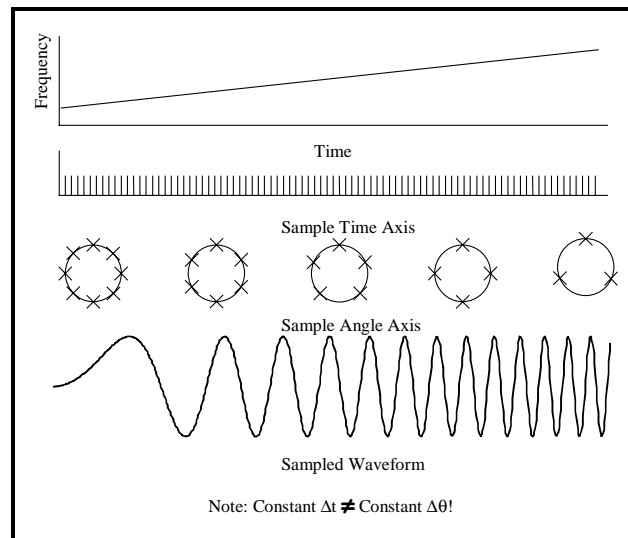 Frequency
Time
Sample Time Axis
Sample Angle Axis
Sampled Waveform
Note: Constant Δt ≠ Constant Δθ!